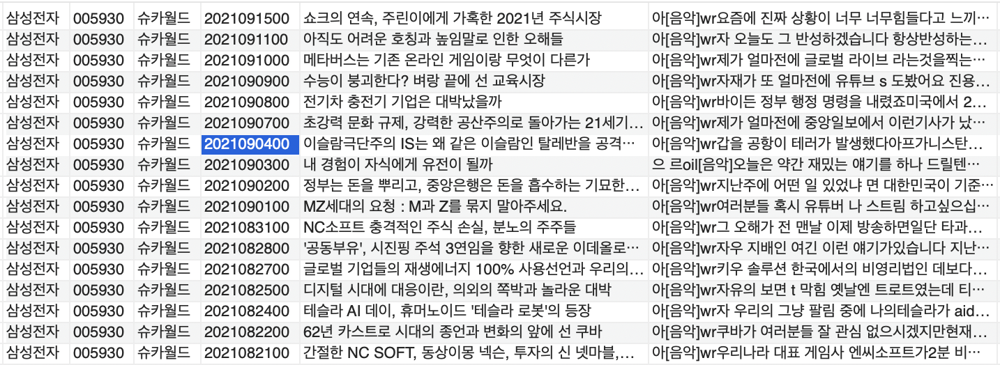 삼성전자 005930 슈카월드 2021091500 쇼크의 연속, 주린이에게 가혹한 2021년 주식시장 아[음악]wr요즘에 진짜 상황이 너무 너무힘들다고 느끼…
삼성전자 005930 슈카월드 2021091100 아직도 어려운 호칭과 높임말로 인한 오해들 아[음악]wr자 오늘도 그 반성하겠습니다 항상반성하는…
삼성전자 005930 슈카월드 2021091000 메타버스는 기존 온라인 게임이랑 무엇이 다른가 아[음악]wr제가 얼마전에 글로벌 라이브 라는것을찍는…
삼성전자 005930 슈카월드 2021090900 수능이 붕괴한다? 벼랑 끝에 선 교육시장 아[음악]wr자재가 또 얼마전에 유튜브 s 도봤어요 진용…
삼성전자 005930 슈카월드 2021090800 전기차 충전기 기업은 대박났을까 아[음악]wr바이든 정부 행정 명령을 내렸죠미국에서 2…
삼성전자 005930 슈카월드 2021090700 초강력 문화 규제, 강력한 공산주의로 돌아가는 21세기… 아[음악]wr제가 얼마전에 중앙일보에서 이런기사가 났…
삼성전자 005930 슈카월드 2021090400 이슬람극단주의 IS는 왜 같은 이슬람인 탈레반을 공격… 아[음악]wr갑을 공항이 테러가 발생했다아프가니스탄…
삼성전자 005930 슈카월드 2021090300 내 경험이 자식에게 유전이 될까 으 르oil[음악]오늘은 약간 재밌는 얘기를 하나 드릴텐…
삼성전자 005930 슈카월드 2021090200 정부는 돈을 뿌리고, 중앙은행은 돈을 흡수하는 기묘한… 아[음악]wr지난주에 어떤 일 있었냐 면 대한민국이 기준…
삼성전자 005930 슈카월드 2021090100 MZ세대의 요청 : M과 Z를 묶지 말아주세요. 아[음악]wr여러분들 혹시 유튜버 나 스트림 하고싶으십…
삼성전자 005930 슈카월드 2021083100 NC소프트 충격적인 주식 손실, 분노의 주주들 아[음악]wr그 오해가 전 맨날 이제 방송하면일단 타과…
삼성전자 005930 슈카월드 2021082800 '공동부유', 시진핑 주석 3연임을 향한 새로운 이데올로… 아[음악]wr자우 지배인 여긴 이런 얘기가있습니다 지난…
삼성전자 005930 슈카월드 2021082700 글로벌 기업들의 재생에너지 100% 사용선언과 우리의… 아[음악]wr키우 솔루션 한국에서의 비영리법인 데보다…
삼성전자 005930 슈카월드 2021082500 디지털 시대에 대응이란, 의외의 쪽박과 놀라운 대박 아[음악]wr자유의 보면 t 막힘 옛날엔 트로트였는데 티…
삼성전자 005930 슈카월드 2021082400 테슬라 AI 데이, 휴머노이드 '테슬라 로봇'의 등장 아[음악]wr자 우리의 그냥 팔림 중에 나의테슬라가 aid…
삼성전자 005930 슈카월드 2021082200 62년 카스트로 시대의 종언과 변화의 앞에 선 쿠바 아[음악]wr쿠바가 여러분들 잘 관심 없으시겠지만현재…
삼성전자 005930 슈카월드 2021082100 간절한 NC SOFT, 동상이몽 넥슨, 투자의 신 넷마블,… 아[음악]wr우리나라 대표 게임사 엔씨소프트가2분 비…